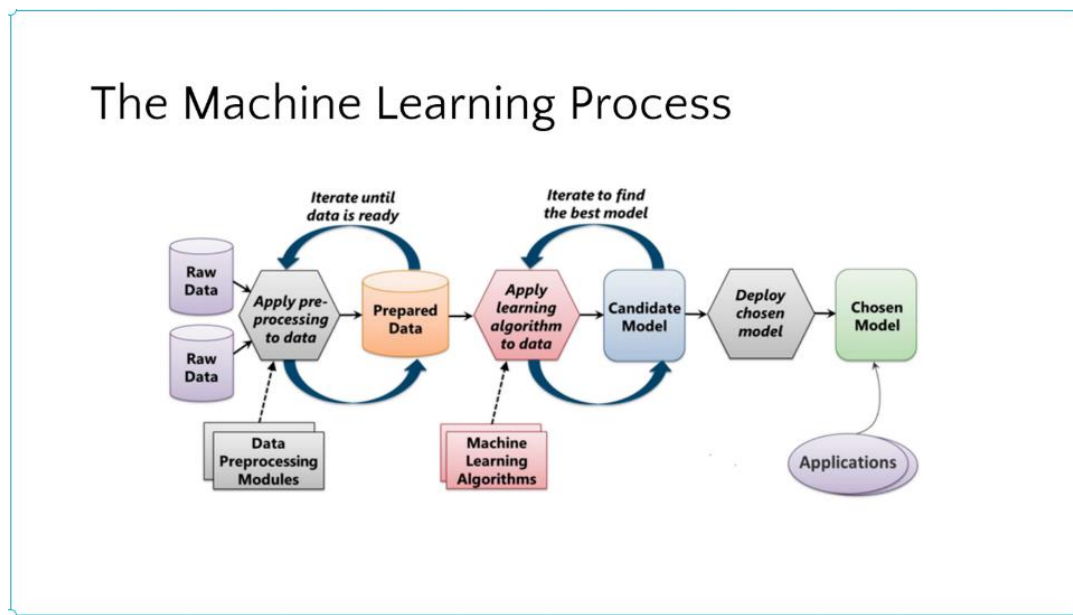 The Machine Learning Process
Iterate until
data is ready
Iterate to find
the best model
Raw
Data
Raw
Data
Apply pre-
processing
to data
Prepared
Data
Apply
learning
algorithm
to data
Candidate
Model
Deploy
chosen
model
Chosen
Model
Data
Preprocessing
Modules
Machine
Learning
Algorithms
Applications